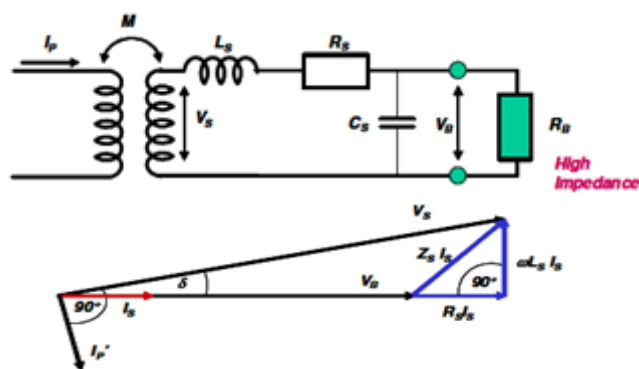 M
I_P
L_S
R_S
V_S
C_S
V_B
R_B
High
Impedance
V_S
Z_S I_S
ωL_S I_S
δ
V_B
90°
90°
I_S
R_S I_S
I_P'